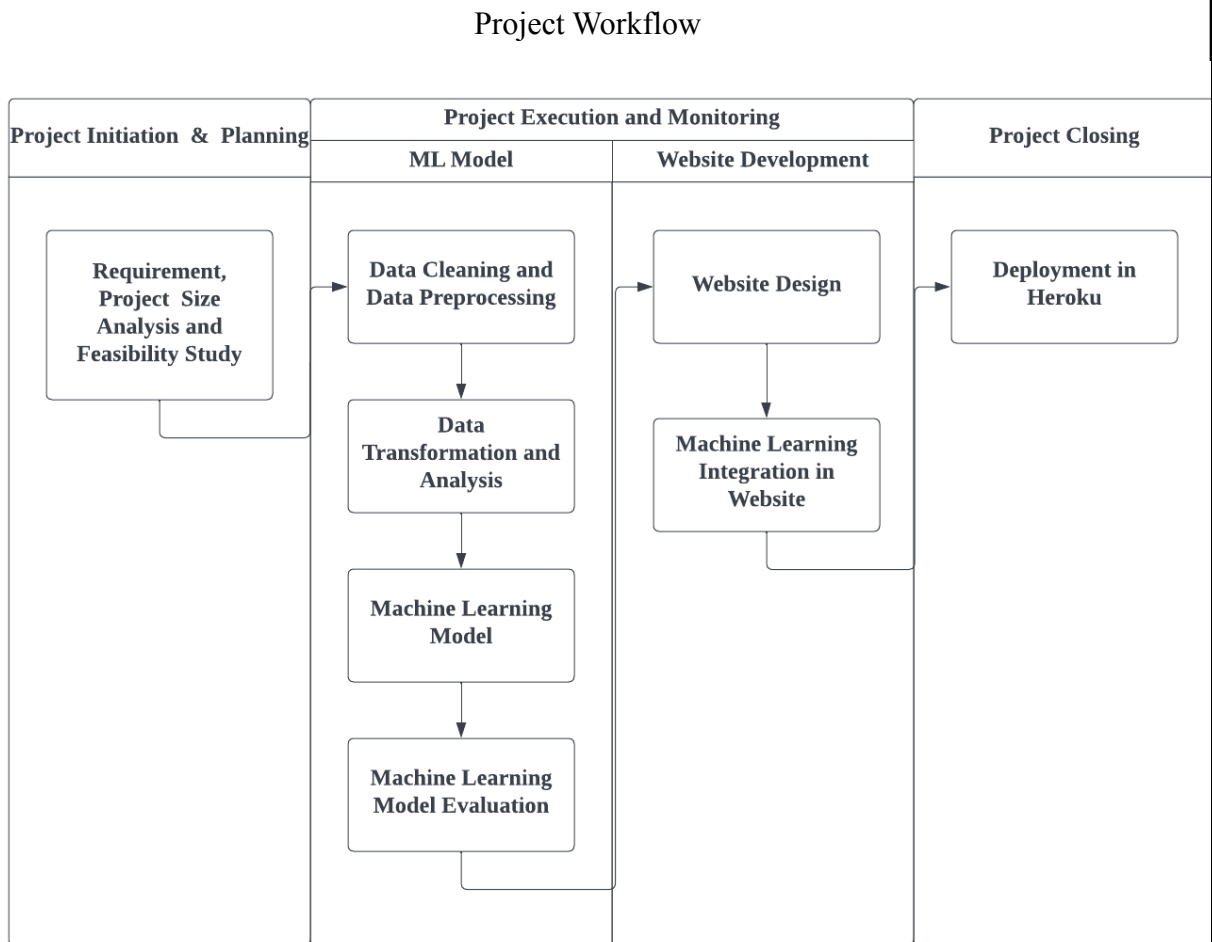 Project Workflow
Project Initiation & Planning
Project Execution and Monitoring
ML Model
Website Development
Project Closing
Requirement,
Project Size
Analysis and
Feasibility Study
Data Cleaning and
Data Preprocessing
Data
Transformation and
Analysis
Machine Learning
Model
Machine Learning
Model Evaluation
Website Design
Machine Learning
Integration in
Website
Deployment in
Heroku